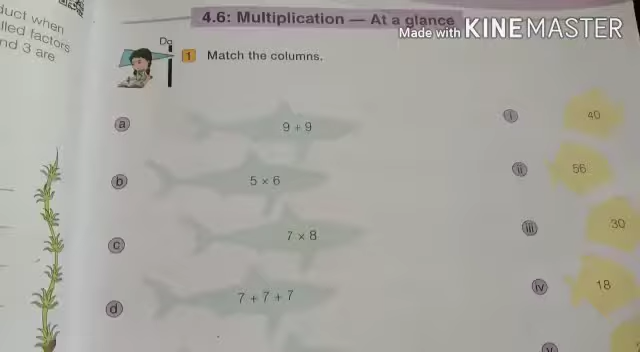 duct when
lled factors
nd 3 are
4.6: Multiplication — At a glance
Made with KINEMASTER
1 Match the columns.
a 9 + 9 i 40
b 5 × 6 ii 56
c 7 × 8 iii 30
d 7 + 7 + 7 iv 18
v